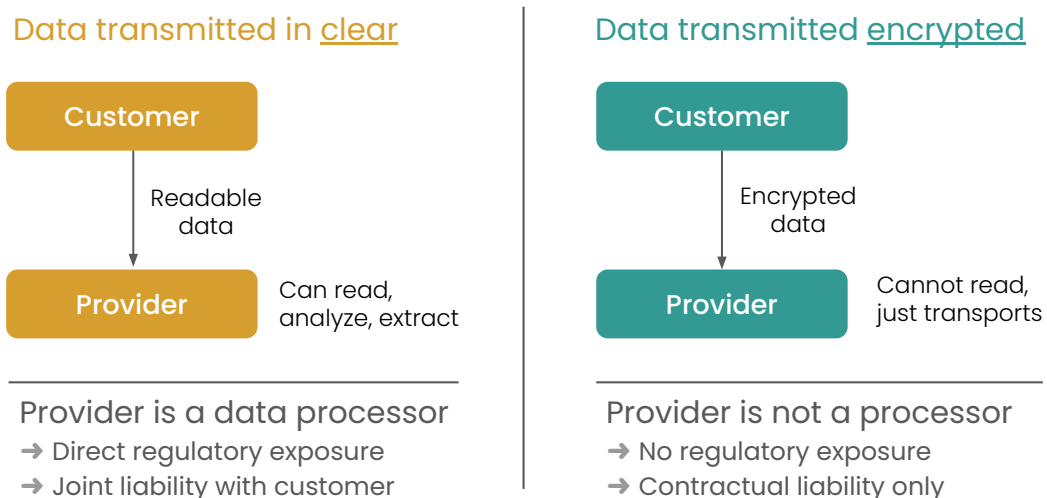 Data transmitted in clear
Customer
Readable
data
Provider
Can read,
analyze, extract
Provider is a data processor
➔ Direct regulatory exposure
➔ Joint liability with customer
Data transmitted encrypted
Customer
Encrypted
data
Provider
Cannot read,
just transports
Provider is not a processor
➔ No regulatory exposure
➔ Contractual liability only